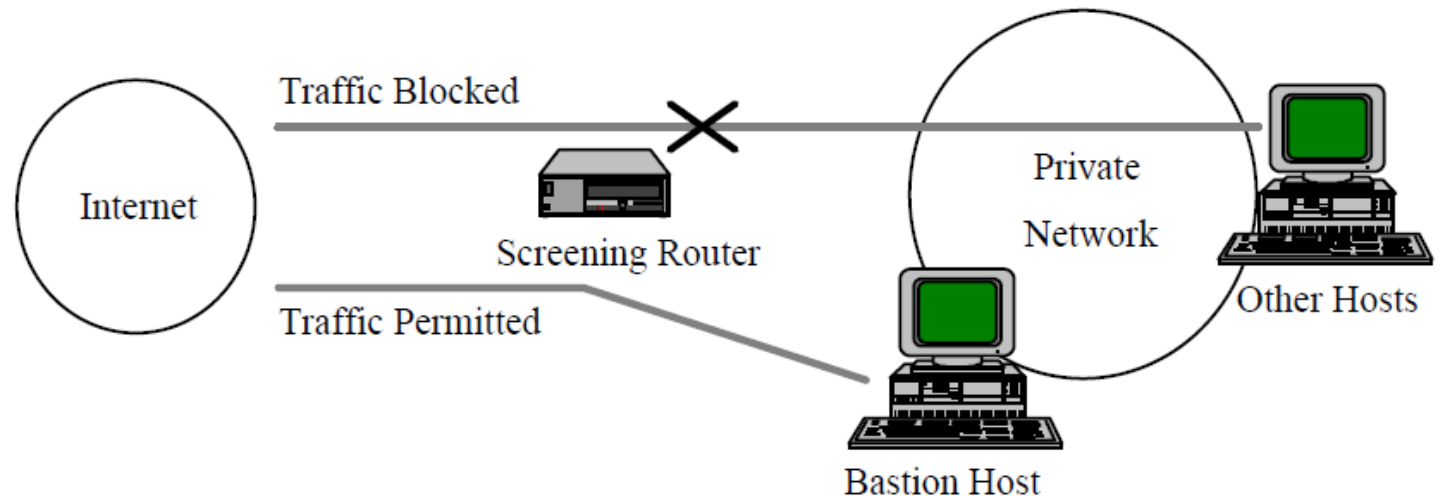 Traffic Blocked
Internet
Screening Router
Traffic Permitted
Private
Network
Other Hosts
Bastion Host